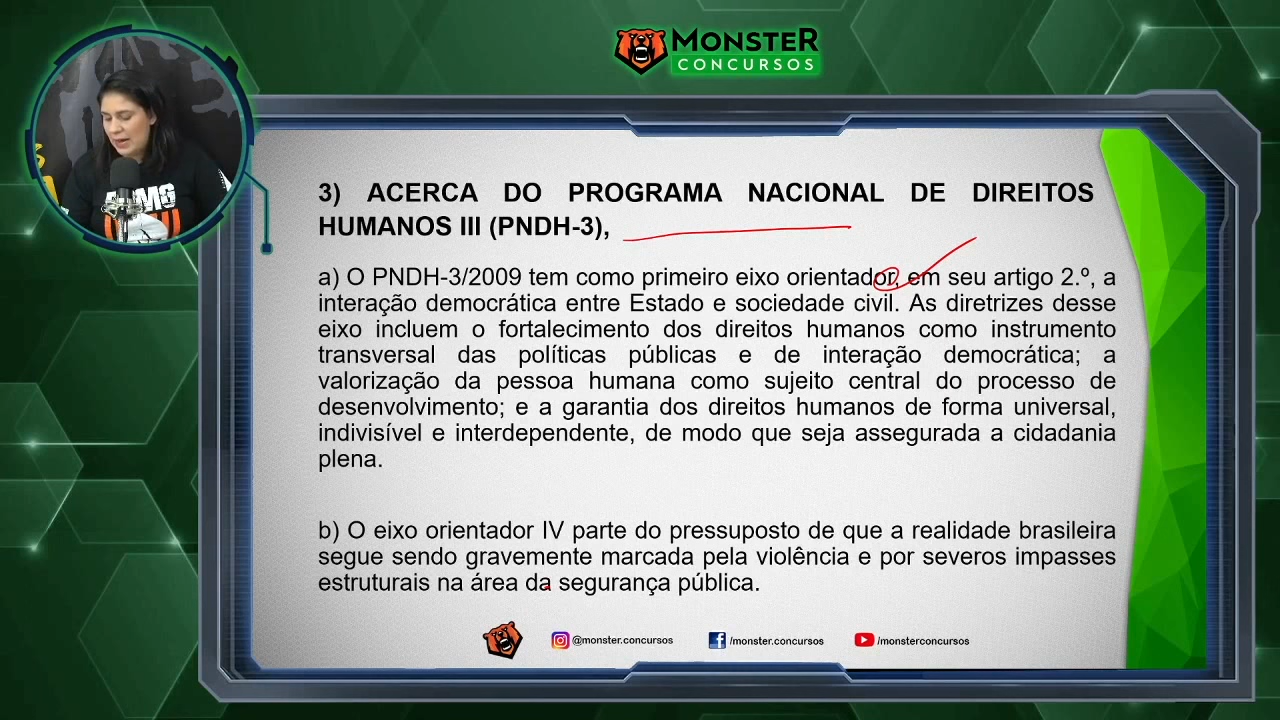 MONSTER
CONCURSOS
3) ACERCA DO PROGRAMA NACIONAL DE DIREITOS
HUMANOS III (PNDH-3),
a) O PNDH-3/2009 tem como primeiro eixo orientador, em seu artigo 2.º, a
interação democrática entre Estado e sociedade civil. As diretrizes desse
eixo incluem o fortalecimento dos direitos humanos como instrumento
transversal das políticas públicas e de interação democrática; a
valorização da pessoa humana como sujeito central do processo de
desenvolvimento; e a garantia dos direitos humanos de forma universal,
indivisível e interdependente, de modo que seja assegurada a cidadania
plena.
b) O eixo orientador IV parte do pressuposto de que a realidade brasileira
segue sendo gravemente marcada pela violência e por severos impasses
estruturais na área da segurança pública.
@monster.concursos
/monster.concursos
/monsterconcursos